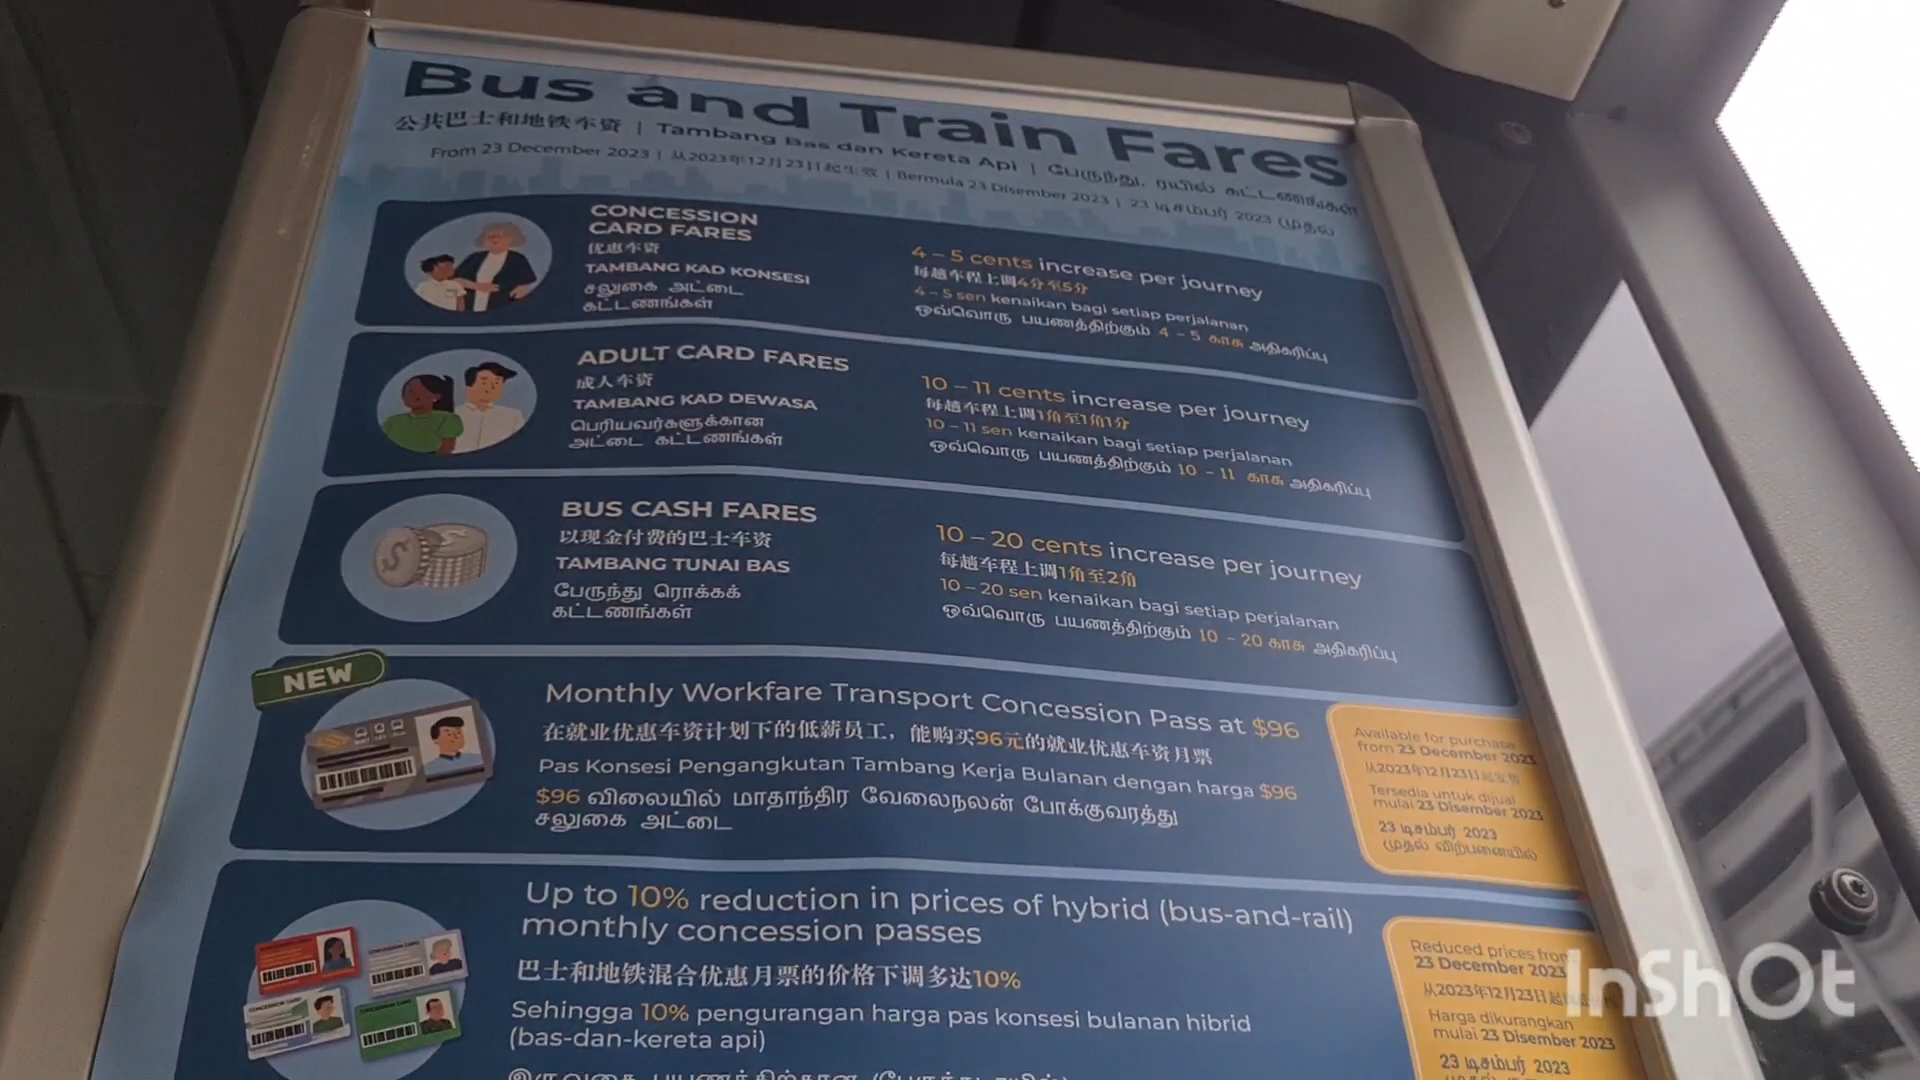 Bus and Train Fares
公共巴士和地铁车资 | Tambang Bas dan Kereta Api | பேருந்து, ரயில் கட்டணங்கள்
From 23 December 2023 | 从2023年12月23日起生效 | Bermula 23 Disember 2023 | 23 டிசம்பர் 2023 முதல்
CONCESSION
CARD FARES
优惠车资
TAMBANG KAD KONSESI
சலுகை அட்டை
கட்டணங்கள்
4 – 5 cents increase per journey
每趟车程上调4分至5分
4 – 5 sen kenaikan bagi setiap perjalanan
ஒவ்வொரு பயணத்திற்கும் 4 – 5 காசு அதிகரிப்பு
ADULT CARD FARES
成人车资
TAMBANG KAD DEWASA
பெரியவர்களுக்கான
அட்டை கட்டணங்கள்
10 – 11 cents increase per journey
每趟车程上调1角至1角1分
10 – 11 sen kenaikan bagi setiap perjalanan
ஒவ்வொரு பயணத்திற்கும் 10 – 11 காசு அதிகரிப்பு
BUS CASH FARES
以现金付费的巴士车资
TAMBANG TUNAI BAS
பேருந்து ரொக்கக்
கட்டணங்கள்
10 – 20 cents increase per journey
每趟车程上调1角至2角
10 – 20 sen kenaikan bagi setiap perjalanan
ஒவ்வொரு பயணத்திற்கும் 10 – 20 காசு அதிகரிப்பு
NEW
Monthly Workfare Transport Concession Pass at $96
在就业优惠车资计划下的低薪员工，能购买96元的就业优惠车资月票
Pas Konsesi Pengangkutan Tambang Kerja Bulanan dengan harga $96
$96 விலையில் மாதாந்திர வேலைநலன் போக்குவரத்து
சலுகை அட்டை
Available for purchase
from 23 December 2023
从2023年12月23日起发售
Tersedia untuk dijual
mulai 23 Disember 2023
23 டிசம்பர் 2023
முதல் விற்பனையில்
Up to 10% reduction in prices of hybrid (bus-and-rail)
monthly concession passes
巴士和地铁混合优惠月票的价格下调多达10%
Sehingga 10% pengurangan harga pas konsesi bulanan hibrid
(bas-dan-kereta api)
Reduced prices from
23 December 2023
从2023年12月23日起
Harga dikurangkan
mulai 23 Disember 2023
23 டிசம்பர் 2023
InShOt